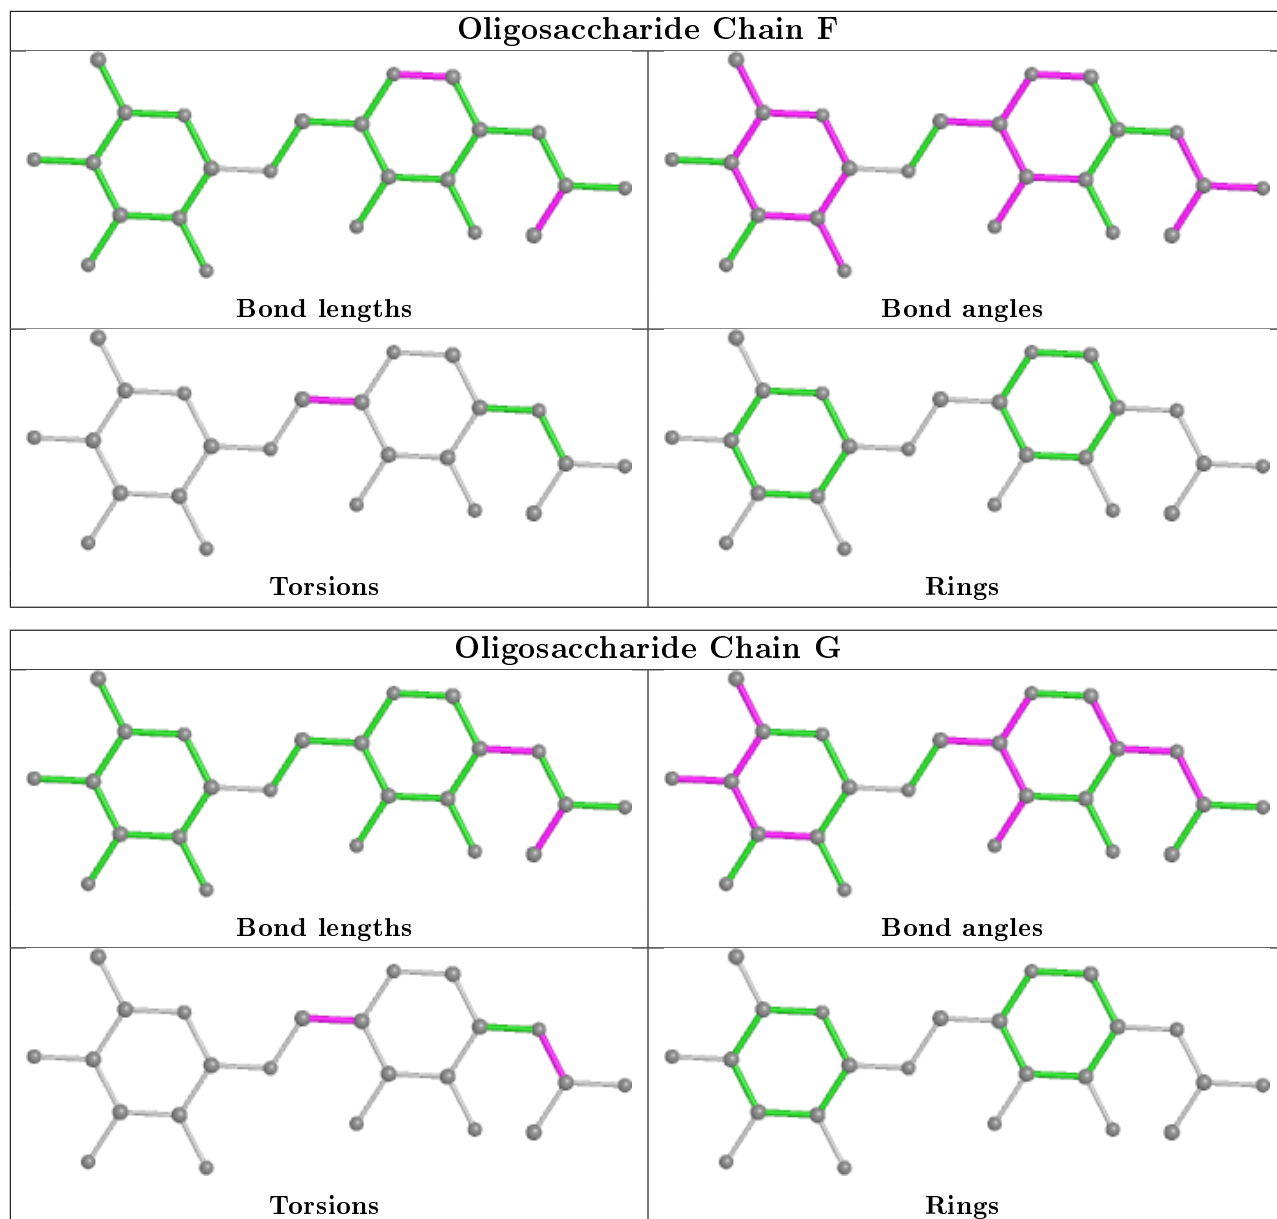 Oligosaccharide Chain F
Bond lengths
Bond angles
Torsions
Rings
Oligosaccharide Chain G
Bond lengths
Bond angles
Torsions
Rings